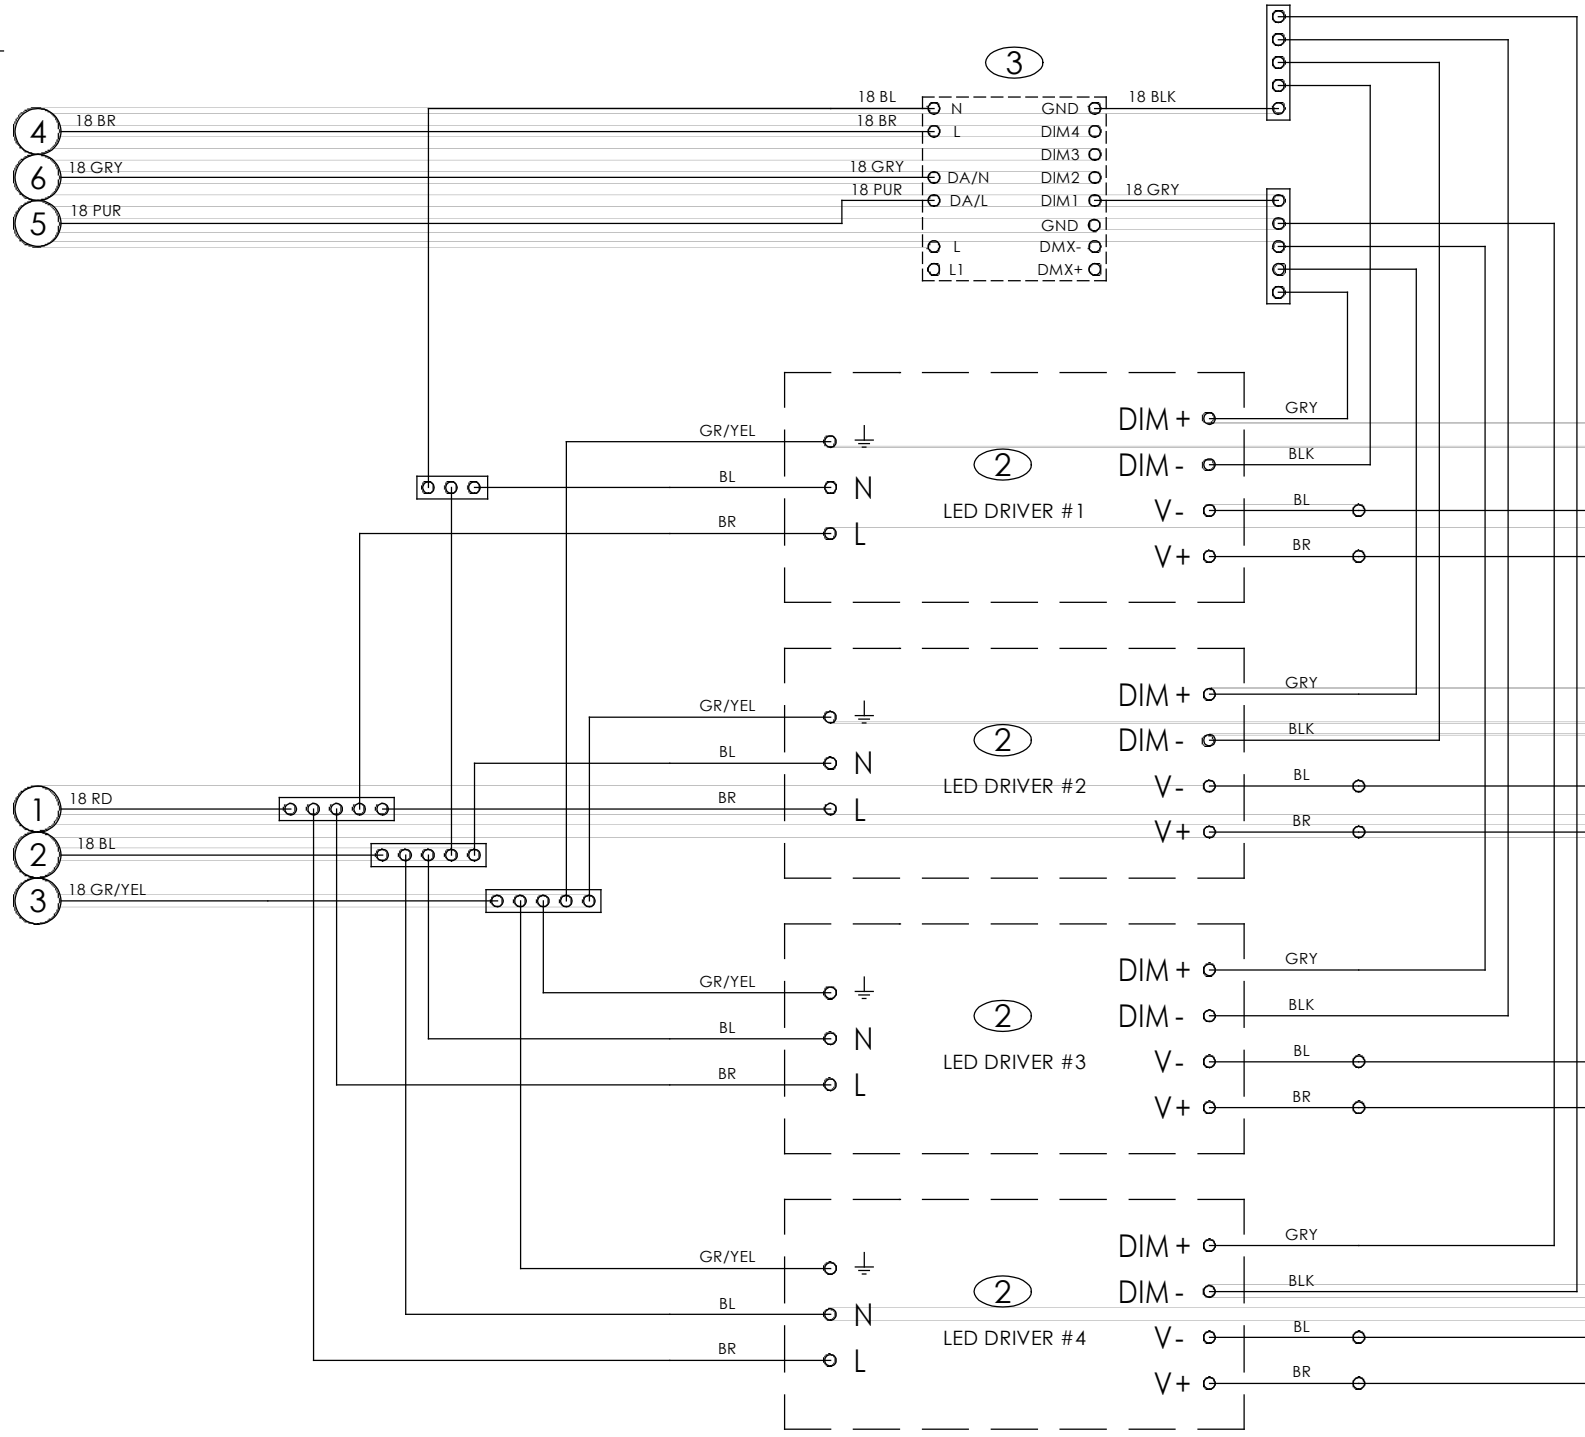 3
18 BL
N
GND
18 BLK
4
18 BR
18 BR
L
DIM4
DIM3
6
18 GRY
18 GRY
DA/N
DIM2
5
18 PUR
18 PUR
DA/L
DIM1
18 GRY
GND
L
DMX-
L1
DMX+
DIM +
GRY
GR/YEL
2
DIM -
BLK
BL
N
LED DRIVER #1
V -
BL
BR
L
V +
BR
DIM +
GRY
GR/YEL
2
DIM -
BLK
BL
N
LED DRIVER #2
V -
BL
1
18 RD
BR
L
V +
BR
2
18 BL
3
18 GR/YEL
DIM +
GRY
GR/YEL
2
DIM -
BLK
BL
N
LED DRIVER #3
V -
BL
BR
L
V +
BR
DIM +
GRY
GR/YEL
2
DIM -
BLK
BL
N
LED DRIVER #4
V -
BL
BR
L
V +
BR